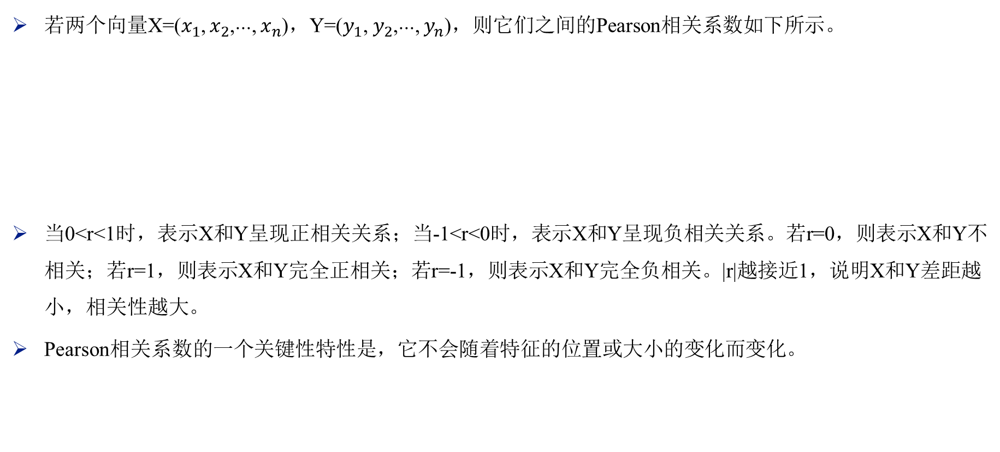 ➢ 若两个向量X=(x₁, x₂,⋯, xₙ)，Y=(y₁, y₂,⋯, yₙ)，则它们之间的Pearson相关系数如下所示。
➢ 当0<r<1时，表示X和Y呈现正相关关系；当-1<r<0时，表示X和Y呈现负相关关系。若r=0，则表示X和Y不
相关；若r=1，则表示X和Y完全正相关；若r=-1，则表示X和Y完全负相关。|r|越接近1，说明X和Y差距越
小，相关性越大。
➢ Pearson相关系数的一个关键性特性是，它不会随着特征的位置或大小的变化而变化。